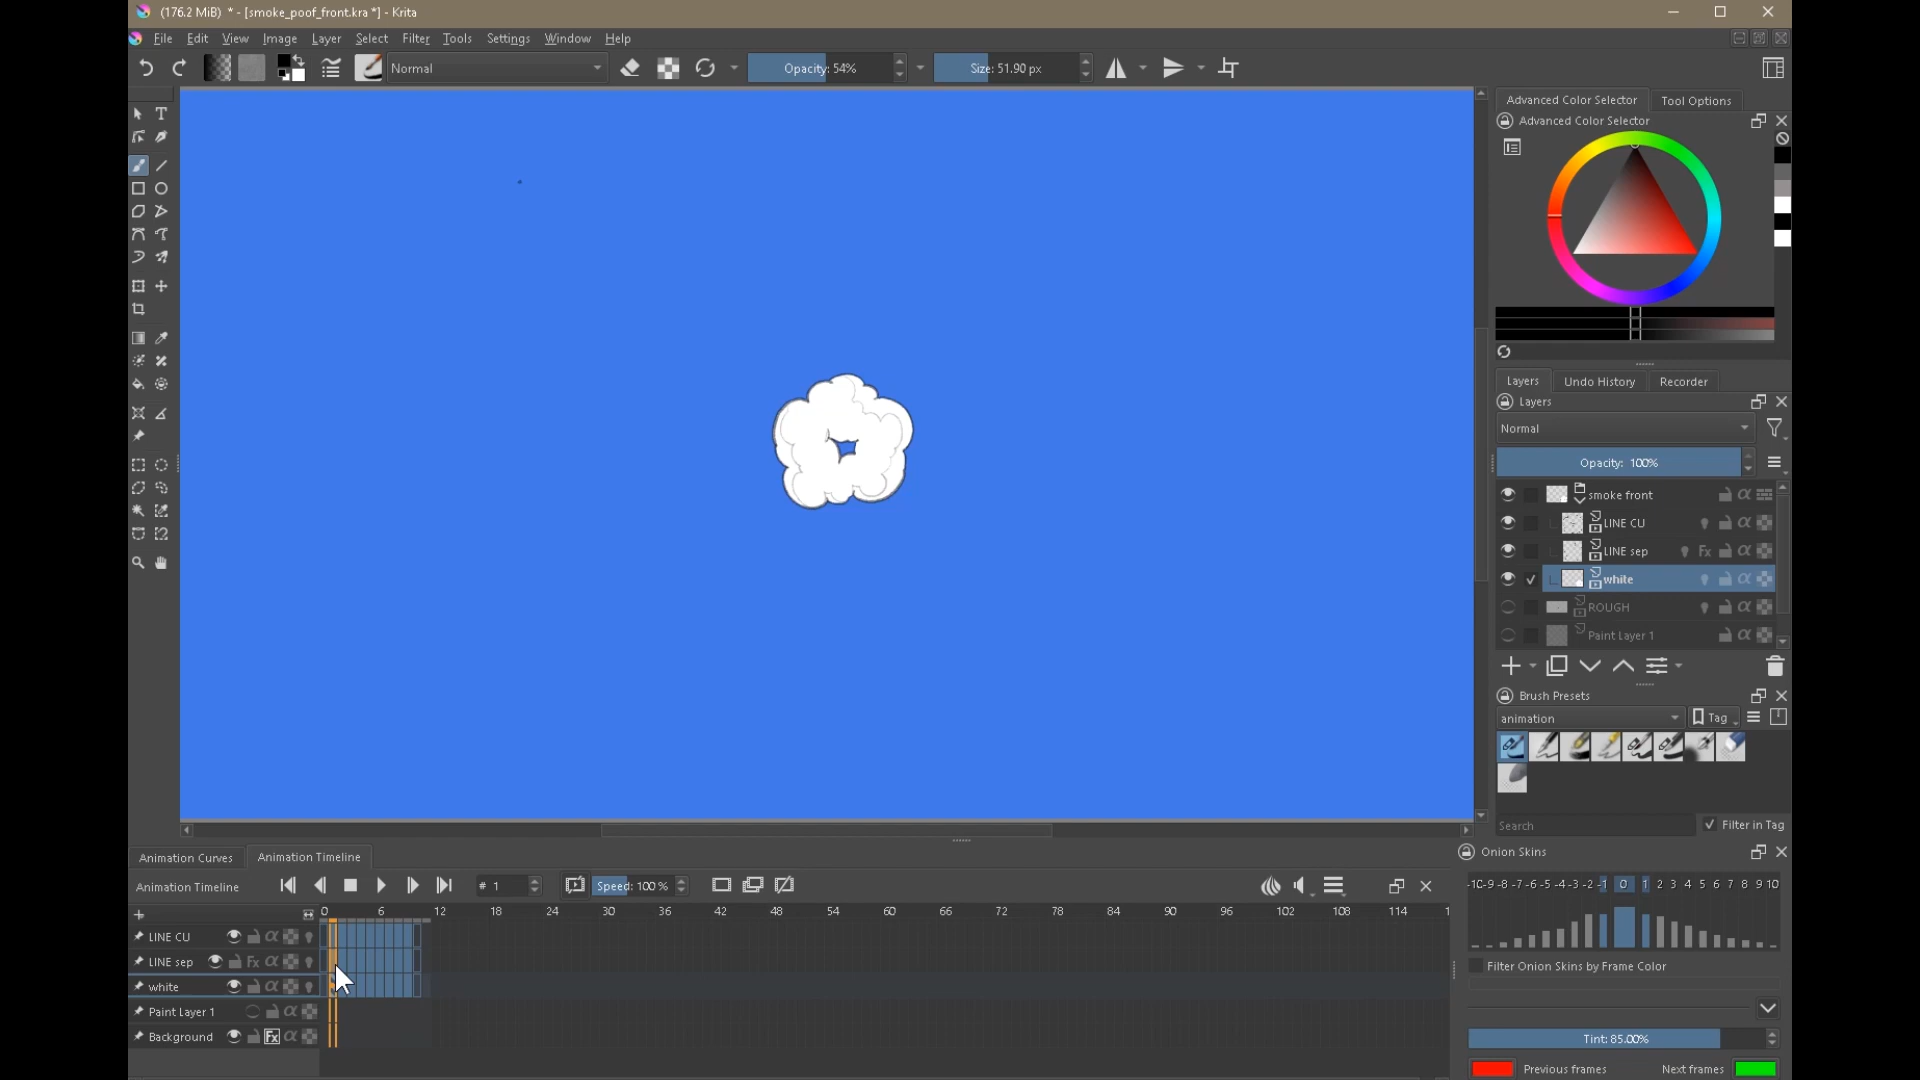 (176.2 MiB)  * - [smoke_poof_front.kra *] - Krita
File Edit View Image Layer Select Filter Tools Settings Window Help
Normal Opacity: 54% Size: 51.90 px
Advanced Color Selector Tool Options
Advanced Color Selector
Layers Undo History Recorder
Layers
Normal
Opacity: 100%
smoke front
LINE CU
LINE sep Fx
white
ROUGH
Paint Layer 1
Brush Presets
animation Tag
Search Filter in Tag
Animation Curves Animation Timeline
Animation Timeline # 1 Speed: 100 %
0 6 12 18 24 30 36 42 48 54 60 66 72 78 84 90 96 102 108 114 1
LINE CU
LINE sep Fx
white
Paint Layer 1
Background Fx
Onion Skins
-10 -9 -8 -7 -6 -5 -4 -3 -2 -1 0 1 2 3 4 5 6 7 8 9 10
Filter Onion Skins by Frame Color
Tint: 85.00%
Previous frames Next frames